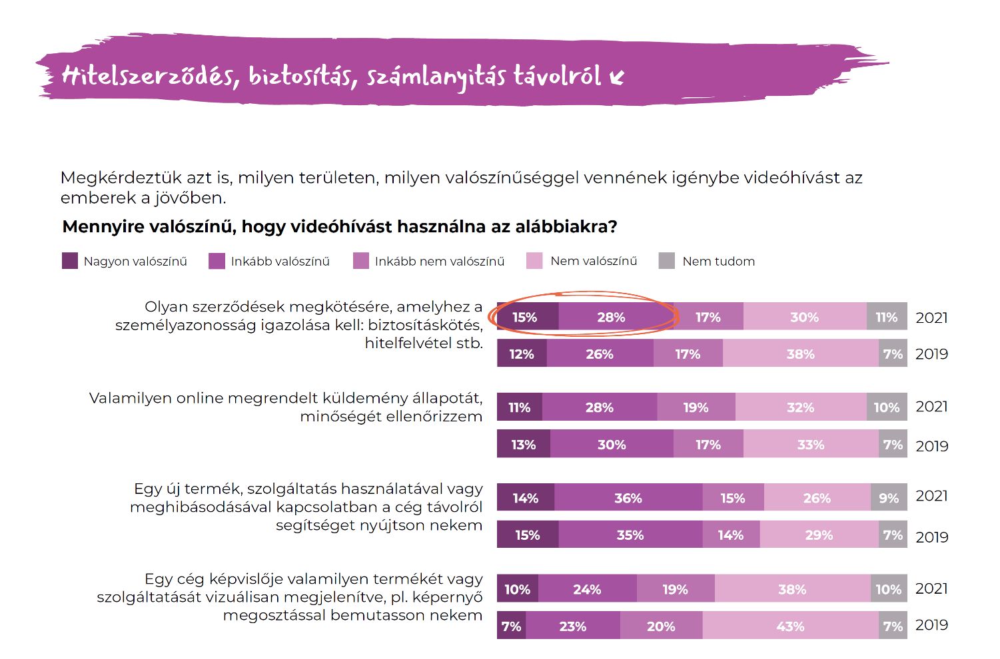 Hitelszerződés, biztosítás, számlanyitás távolról
Megkérdeztük azt is, milyen területen, milyen valószínűséggel vennének igénybe videóhívást az
emberek a jövőben.
Mennyire valószínű, hogy videóhívást használna az alábbiakra?
Nagyon valószínű Inkább valószínű Inkább nem valószínű Nem valószínű Nem tudom
Olyan szerződések megkötésére, amelyhez a
személyazonosság igazolása kell: biztosításkötés,
hitelfelvétel stb.
15% 28% 17% 30% 11% 2021
12% 26% 17% 38% 7% 2019
Valamilyen online megrendelt küldemény állapotát,
minőségét ellenőrizzem
11% 28% 19% 32% 10% 2021
13% 30% 17% 33% 7% 2019
Egy új termék, szolgáltatás használatával vagy
meghibásodásával kapcsolatban a cég távolról
segítséget nyújtson nekem
14% 36% 15% 26% 9% 2021
15% 35% 14% 29% 7% 2019
Egy cég képvislője valamilyen termékét vagy
szolgáltatását vizuálisan megjelenítve, pl. képernyő
megosztással bemutasson nekem
10% 24% 19% 38% 10% 2021
7% 23% 20% 43% 7% 2019